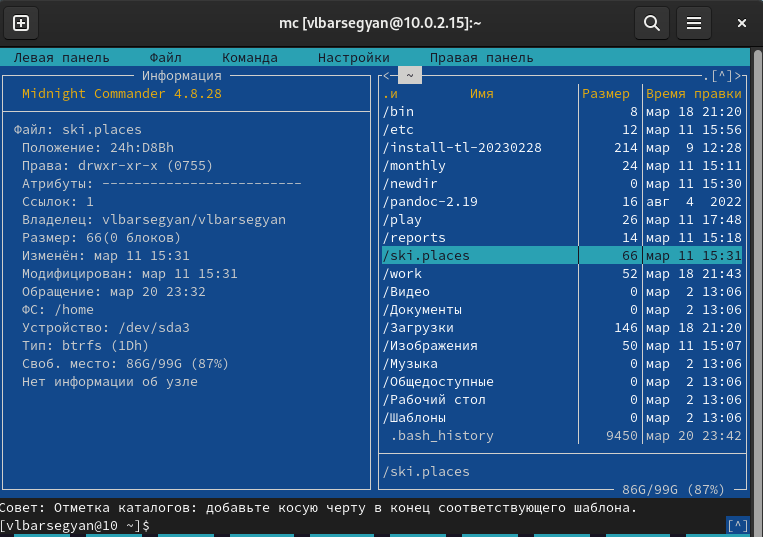 mc [vlbarsegyan@10.0.2.15]:~
Левая панель Файл Команда Настройки Правая панель
Информация
Midnight Commander 4.8.28
Файл: ski.places
Положение: 24h:D8Bh
Права: drwxr-xr-x (0755)
Атрибуты: -------------------------
Ссылок: 1
Владелец: vlbarsegyan/vlbarsegyan
Размер: 66(0 блоков)
Изменён: мар 11 15:31
Модифицирован: мар 11 15:31
Обращение: мар 20 23:32
ФС: /home
Устройство: /dev/sda3
Тип: btrfs (1Dh)
Своб. место: 86G/99G (87%)
Нет информации об узле
<─ ~ .[^]>
.и Имя Размер Время правки
/bin 8 мар 18 21:20
/etc 12 мар 11 15:56
/install-tl-20230228 214 мар 9 12:28
/monthly 24 мар 11 15:11
/newdir 0 мар 11 15:30
/pandoc-2.19 16 авг 4 2022
/play 26 мар 11 17:48
/reports 14 мар 11 15:18
/ski.places 66 мар 11 15:31
/work 52 мар 18 21:43
/Видео 0 мар 2 13:06
/Документы 0 мар 2 13:06
/Загрузки 146 мар 18 21:20
/Изображения 50 мар 11 15:07
/Музыка 0 мар 2 13:06
/Общедоступные 0 мар 2 13:06
/Рабочий стол 0 мар 2 13:06
/Шаблоны 0 мар 2 13:06
.bash_history 9450 мар 20 23:42
/ski.places
86G/99G (87%)
Совет: Отметка каталогов: добавьте косую черту в конец соответствующего шаблона.
[vlbarsegyan@10 ~]$ [^]